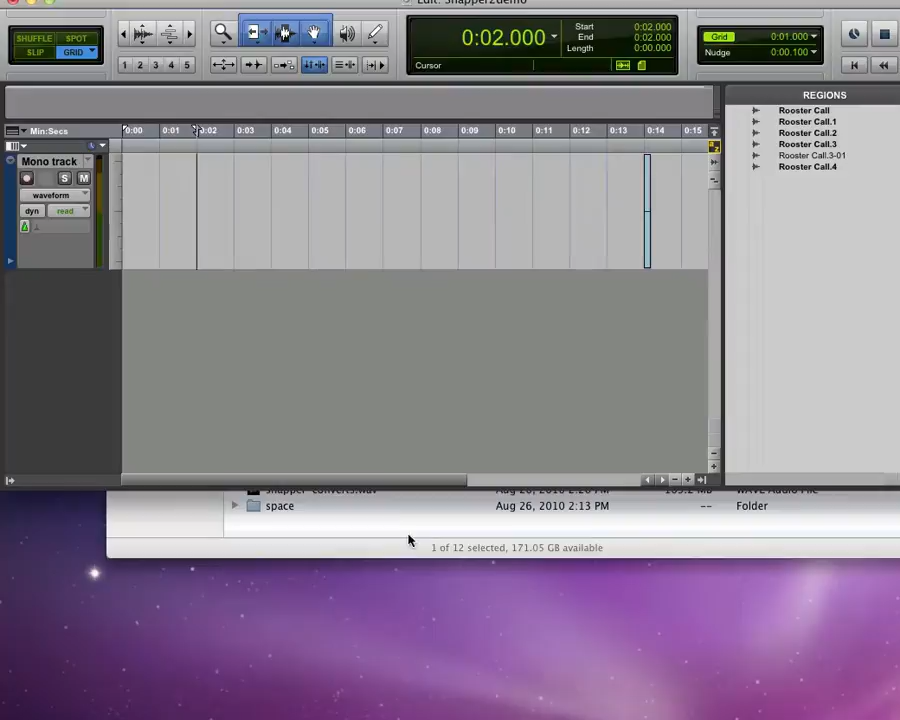 Edit: Snapper2demo
SHUFFLE SPOT
SLIP GRID
1 2 3 4 5
0:02.000
Start 0:02.000
End 0:02.000
Length 0:00.000
Cursor
Grid 0:01.000
Nudge 0:00.100
REGIONS
Min:Secs 0:00 0:01 0:02 0:03 0:04 0:05 0:06 0:07 0:08 0:09 0:10 0:11 0:12 0:13 0:14 0:15
Rooster Call
Rooster Call.1
Rooster Call.2
Rooster Call.3
Rooster Call.3-01
Rooster Call.4
a z
Mono track
S M
waveform
dyn read
space Aug 26, 2010 2:13 PM -- Folder
1 of 12 selected, 171.05 GB available